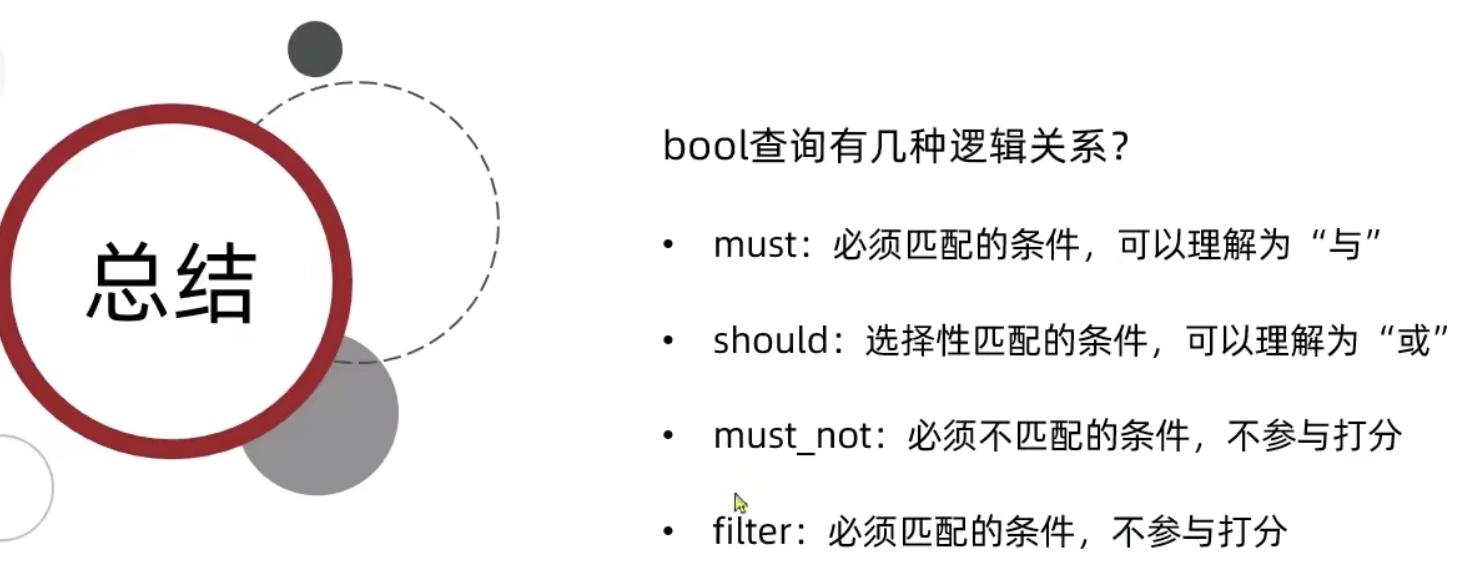 总结
bool查询有几种逻辑关系？
• must：必须匹配的条件，可以理解为“与”
• should：选择性匹配的条件，可以理解为“或”
• must_not：必须不匹配的条件，不参与打分
• filter：必须匹配的条件，不参与打分